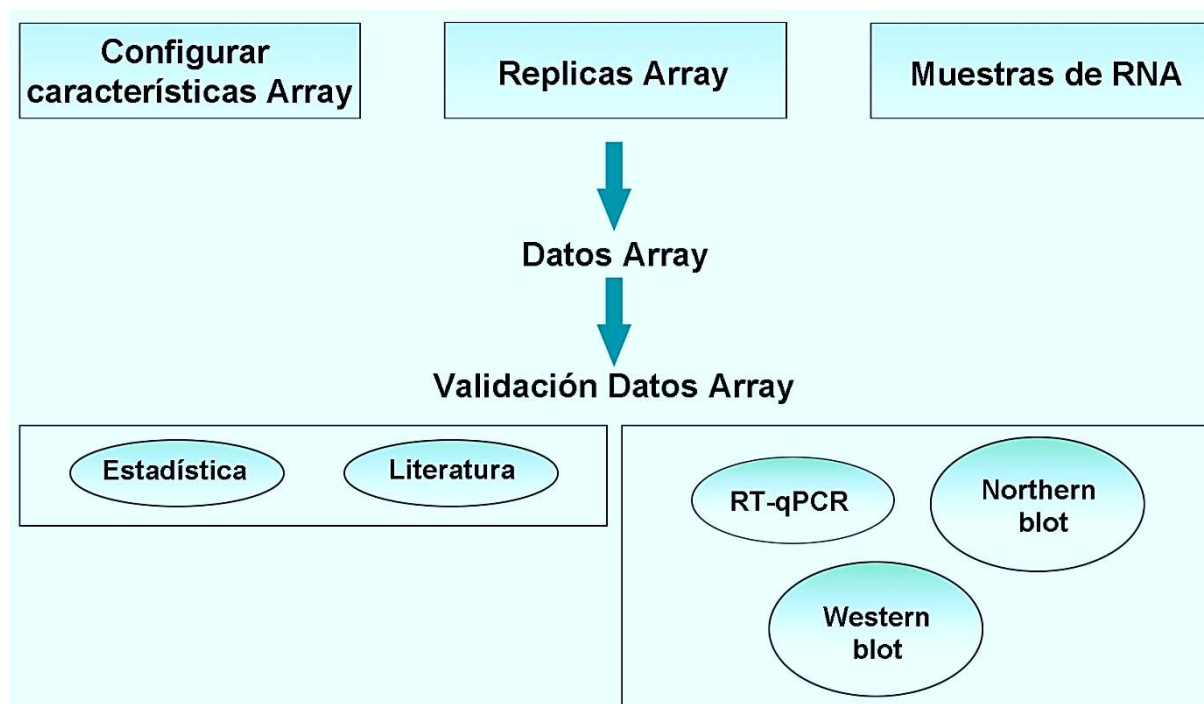 Configurar
características Array
Replicas Array
Muestras de RNA
Datos Array
Validación Datos Array
Estadística
Literatura
RT-qPCR
Northern
blot
Western
blot